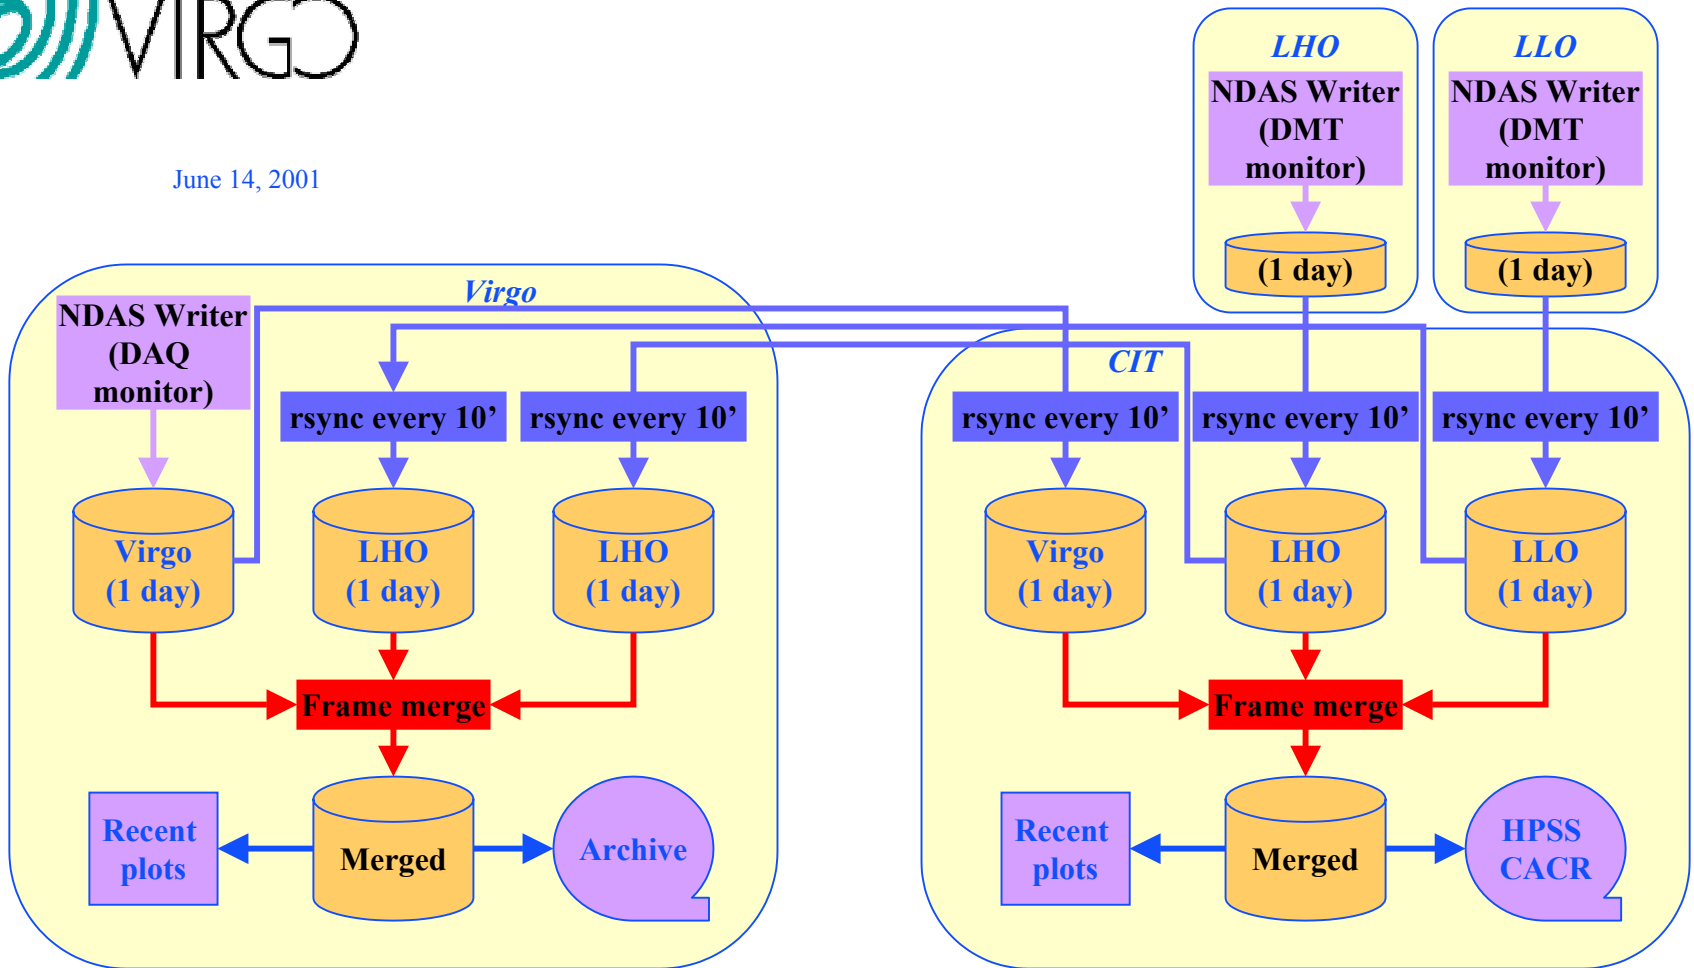 VIRGO
June 14, 2001
LHO
NDAS Writer
(DMT
monitor)
(1 day)
LLO
NDAS Writer
(DMT
monitor)
(1 day)
Virgo
NDAS Writer
(DAQ
monitor)
rsync every 10’
rsync every 10’
Virgo
(1 day)
LHO
(1 day)
LHO
(1 day)
Frame merge
Recent
plots
Merged
Archive
CIT
rsync every 10’
rsync every 10’
rsync every 10’
Virgo
(1 day)
LHO
(1 day)
LLO
(1 day)
Frame merge
Recent
plots
Merged
HPSS
CACR